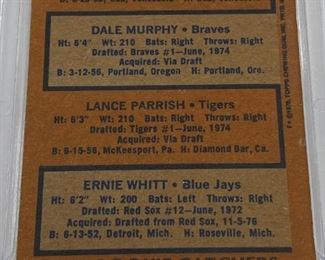 DALE MURPHY • Braves
Ht: 6'4" Wt: 210 Bats: Right Throws: Right
Drafted: Braves #1—June, 1974
Acquired: Via Draft
B: 3-12-56, Portland, Oregon H: Portland, Ore.
LANCE PARRISH • Tigers
Ht: 6'3" Wt: 210 Bats: Right Throws: Right
Drafted: Tigers #1—June, 1974
Acquired: Via Draft
B: 6-15-56, McKeesport, Pa. H: Diamond Bar, Ca.
ERNIE WHITT • Blue Jays
Ht: 6'2" Wt: 200 Bats: Left Throws: Right
Drafted: Red Sox #12—June, 1972
Acquired: Drafted from Red Sox, 11-5-76
B: 6-13-52, Detroit, Mich. H: Roseville, Mich.
TOPPS CHEWING GUM, INC.